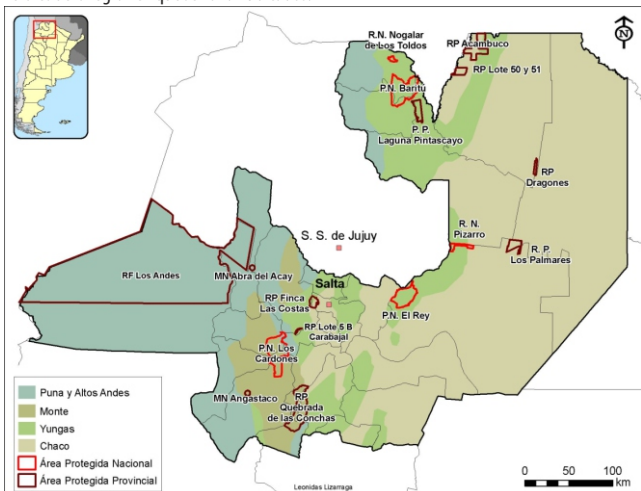 N
R.N. Nogalar
de Los Toldos
RP Acambuco
RP Lote 50 y 51
P.N. Baritú
P. P.
Laguna Pintascayo
RP
Dragones
S. S. de Jujuy
R. N.
Pizarro
R. P.
Los Palmares
RF Los Andes
MN Abra del Acay
Salta
RP Finca
Las Costas
P.N. El Rey
RP Lote 5 B
Carabajal
P.N. Los
Cardones
MN Angastaco
RP
Quebrada
de las Conchas
Puna y Altos Andes
Monte
Yungas
Chaco
Área Protegida Nacional
Área Protegida Provincial
Leonidas Lizarraga
0 50 100
km